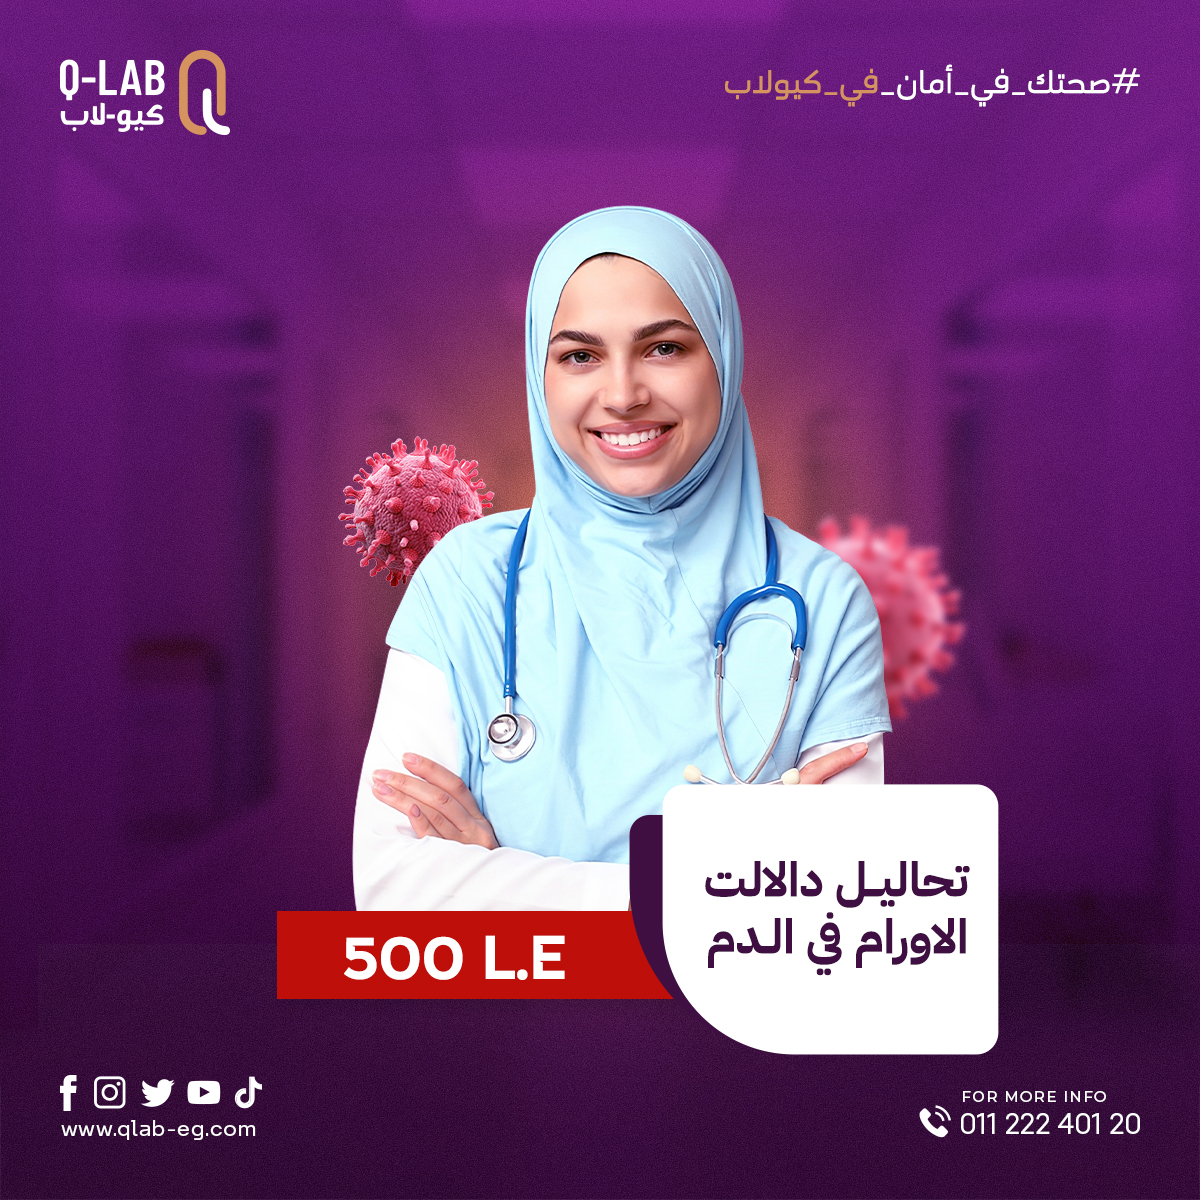 Q-LAB
كيو-لاب
#صحتك_في_أمان_في_كيولاب
تحاليل دالالت
الاورام في الدم
500 L.E
www.qlab-eg.com
FOR MORE INFO
011 222 401 20